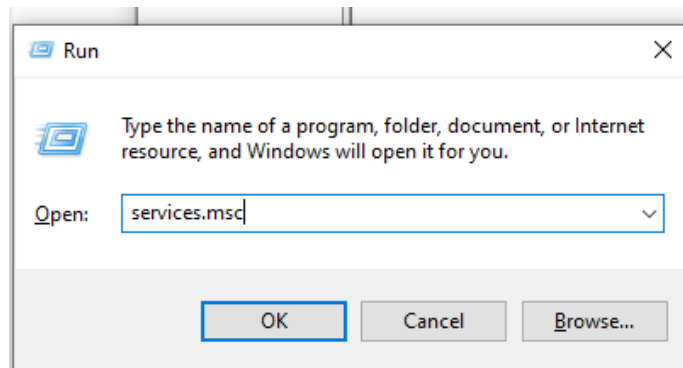 Run
Type the name of a program, folder, document, or Internet
resource, and Windows will open it for you.
Open: services.msc
OK Cancel Browse...